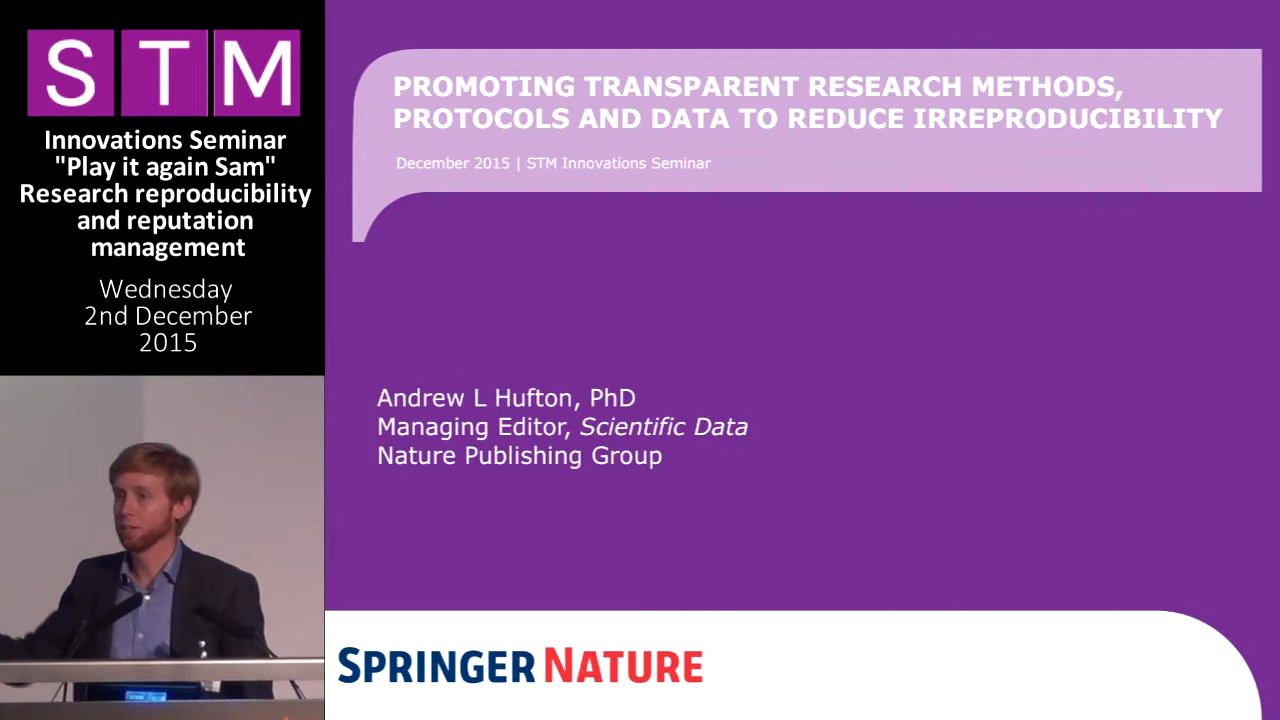 STM
Innovations Seminar
"Play it again Sam"
Research reproducibility
and reputation
management
Wednesday
2nd December
2015
PROMOTING TRANSPARENT RESEARCH METHODS,
PROTOCOLS AND DATA TO REDUCE IRREPRODUCIBILITY
December 2015 | STM Innovations Seminar
Andrew L Hufton, PhD
Managing Editor, Scientific Data
Nature Publishing Group
SPRINGER NATURE